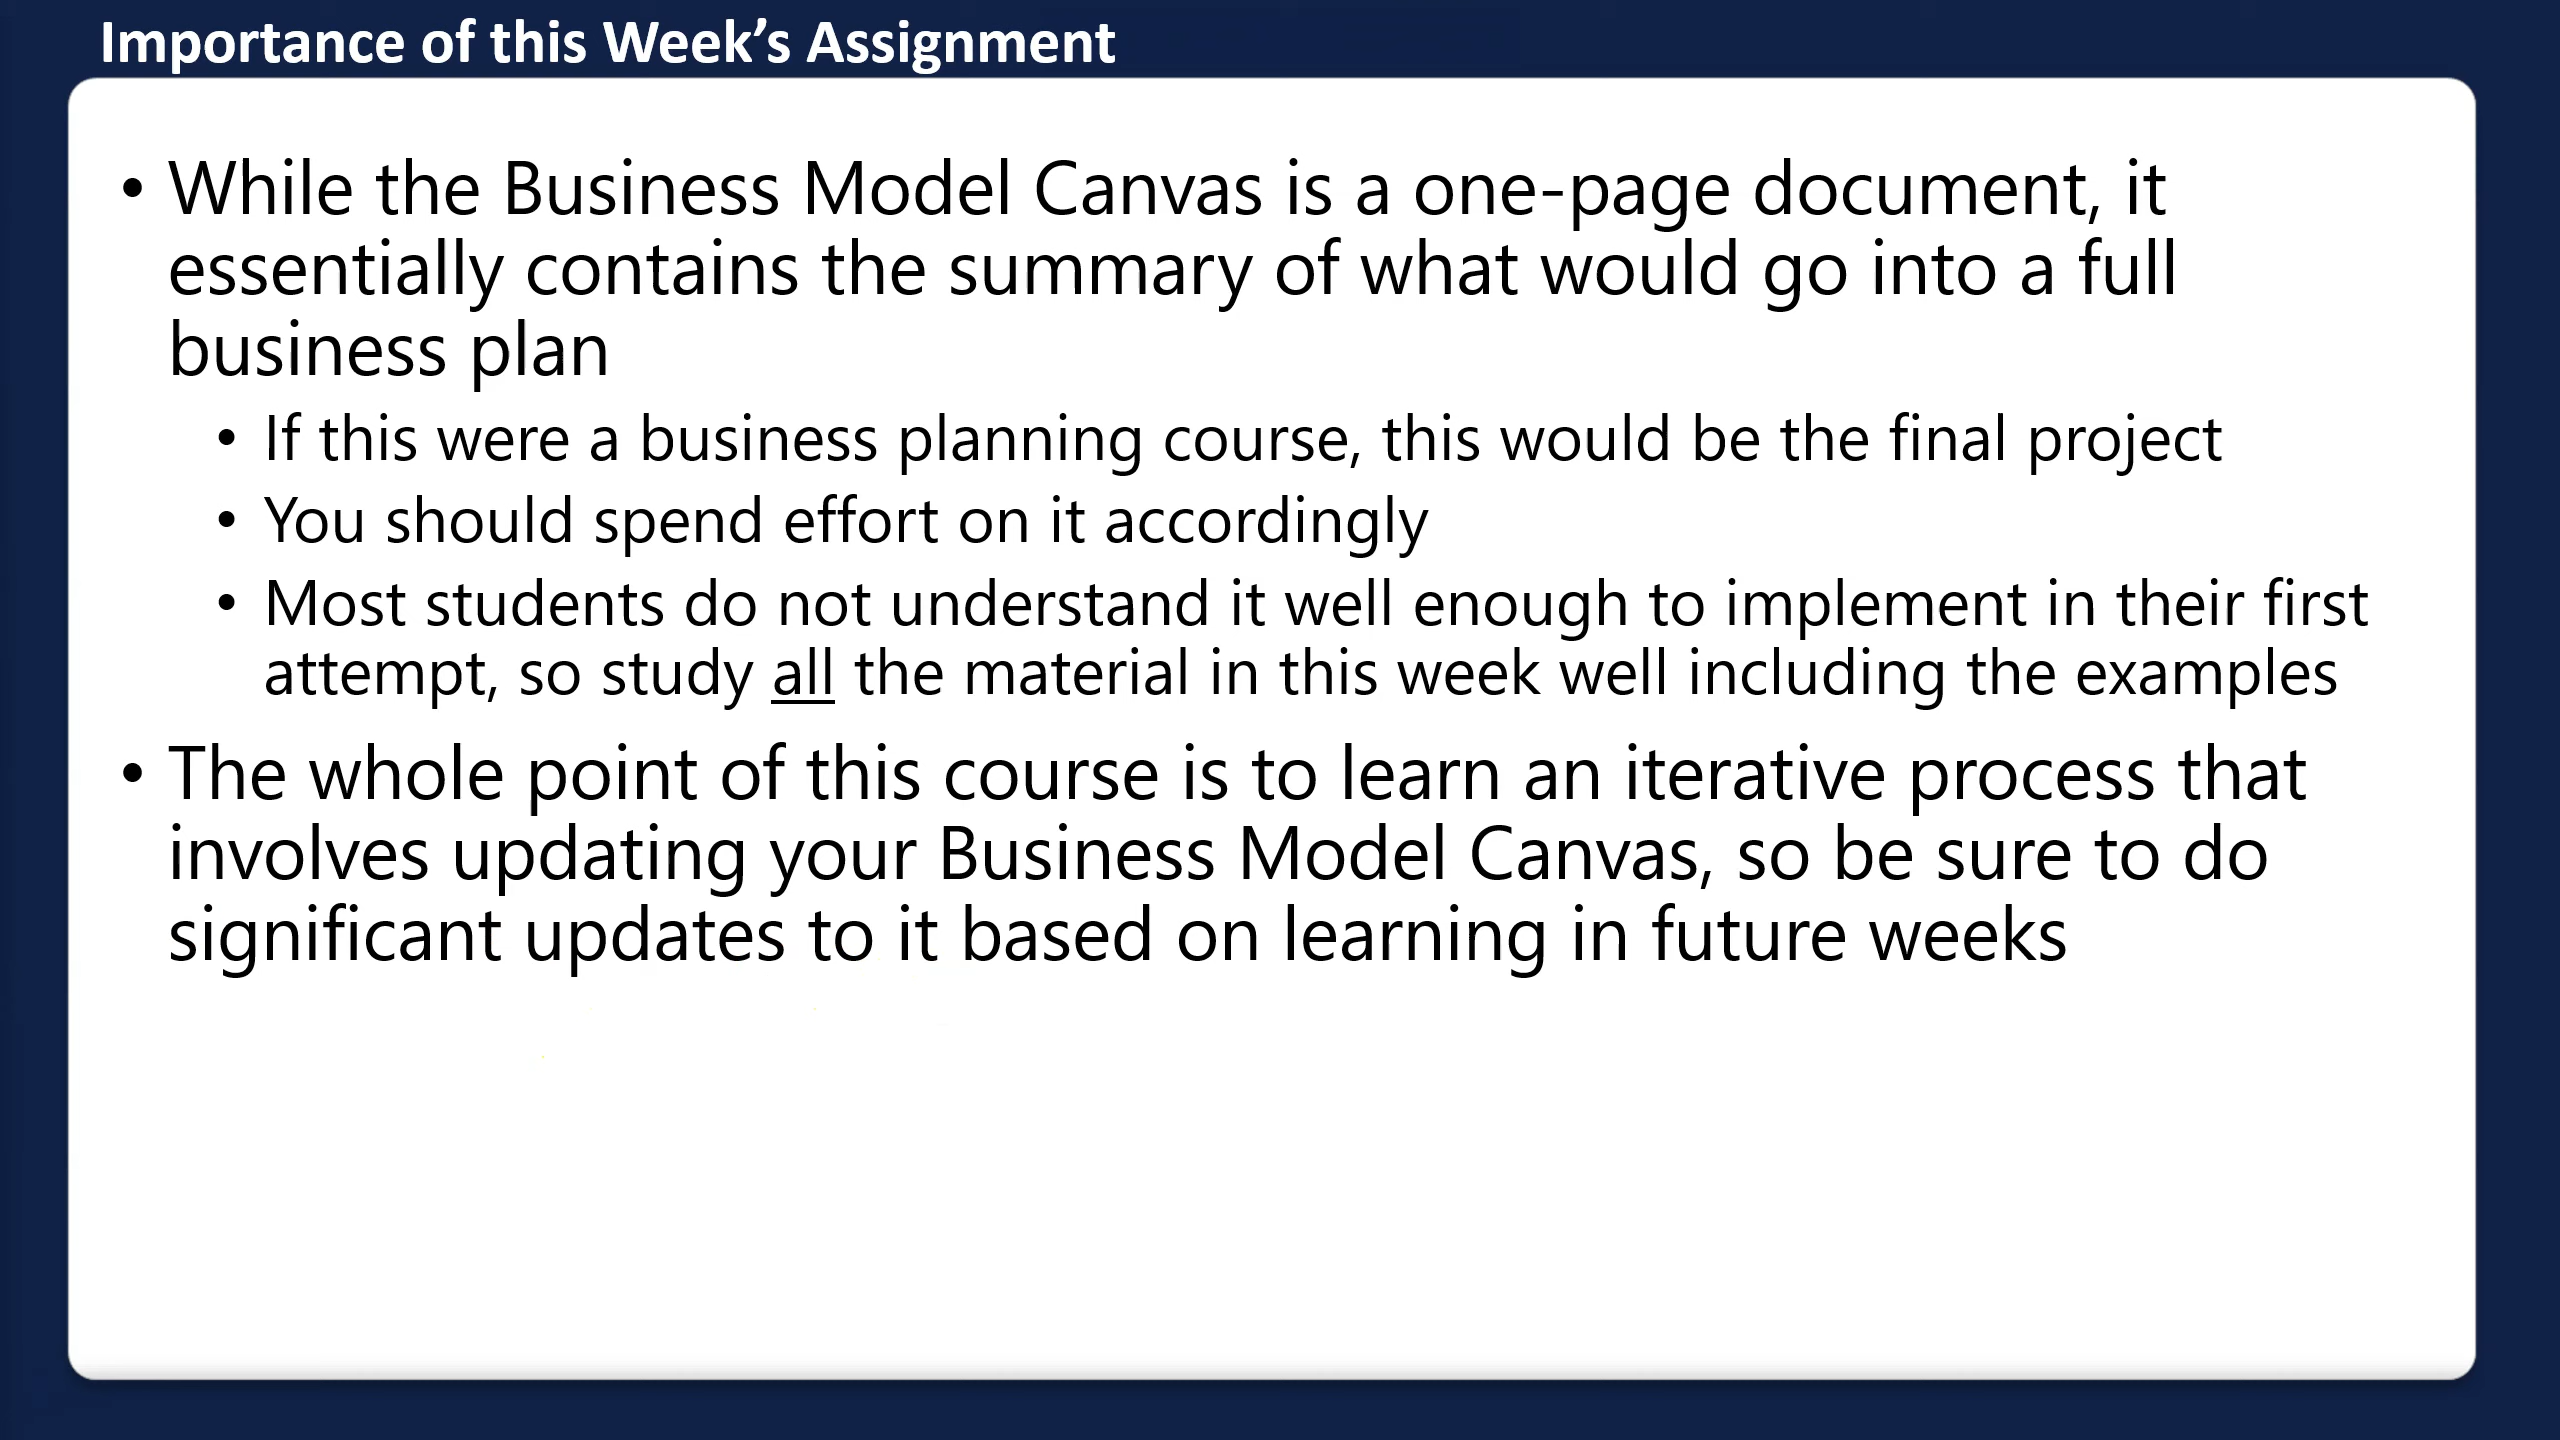 Importance of this Week’s Assignment
• While the Business Model Canvas is a one-page document, it
essentially contains the summary of what would go into a full
business plan
• If this were a business planning course, this would be the final project
• You should spend effort on it accordingly
• Most students do not understand it well enough to implement in their first
attempt, so study all the material in this week well including the examples
• The whole point of this course is to learn an iterative process that
involves updating your Business Model Canvas, so be sure to do
significant updates to it based on learning in future weeks